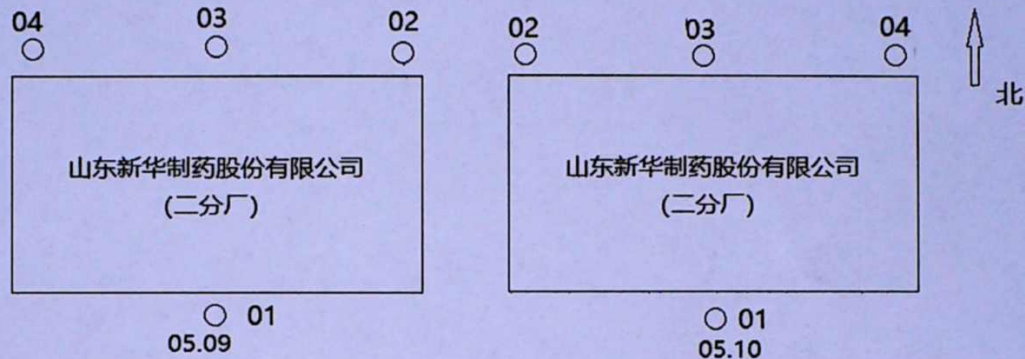 04 03 02
山东新华制药股份有限公司
(二分厂)
01
05.09
02 03 04
北
山东新华制药股份有限公司
(二分厂)
01
05.10